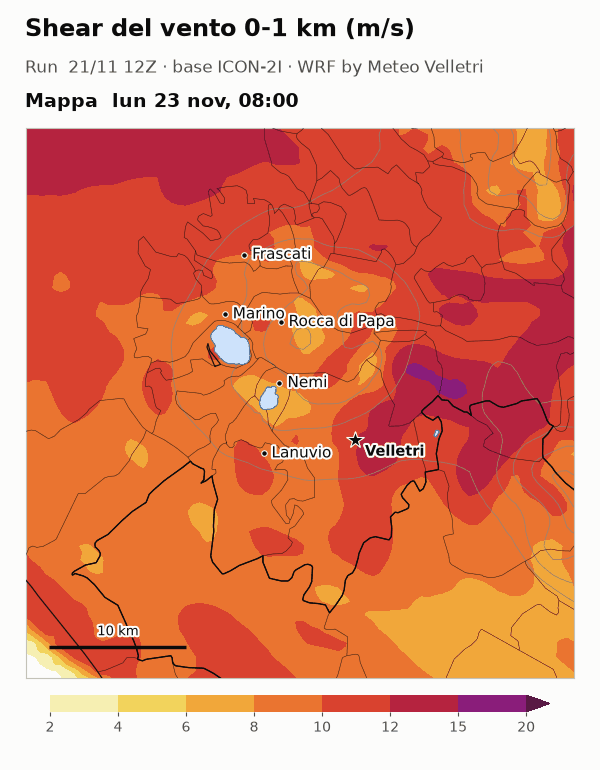 Shear del vento 0-1 km (m/s)
Run  21/11 12Z · base ICON-2I · WRF by Meteo Velletri
Mappa  lun 23 nov, 08:00
Frascati
Marino
Rocca di Papa
Nemi
Velletri
Lanuvio
10 km
2 4 6 8 10 12 15 20